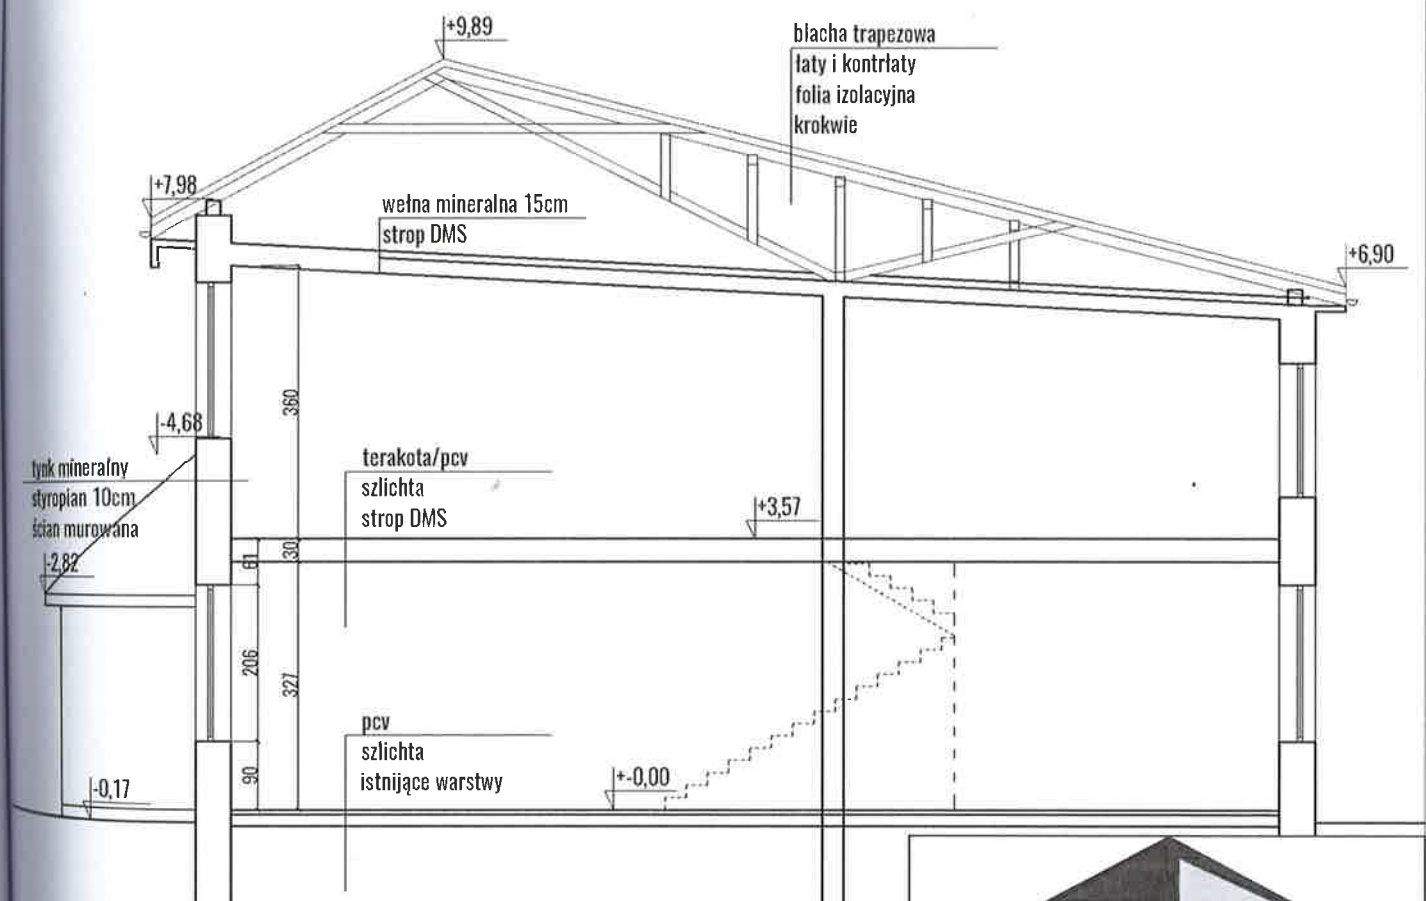 +9,89
blacha trapezowa
łaty i kontrłaty
folia izolacyjna
krokwie
+7,98
wełna mineralna 15cm
strop DMS
+6,90
360
-4,68
tynk mineralny
styropian 10cm
ścian murowana
terakota/pcv
szlichta
strop DMS
+3,57
-2,82
61
30
206
327
pcv
szlichta
istnijące warstwy
90
+-0,00
-0,17